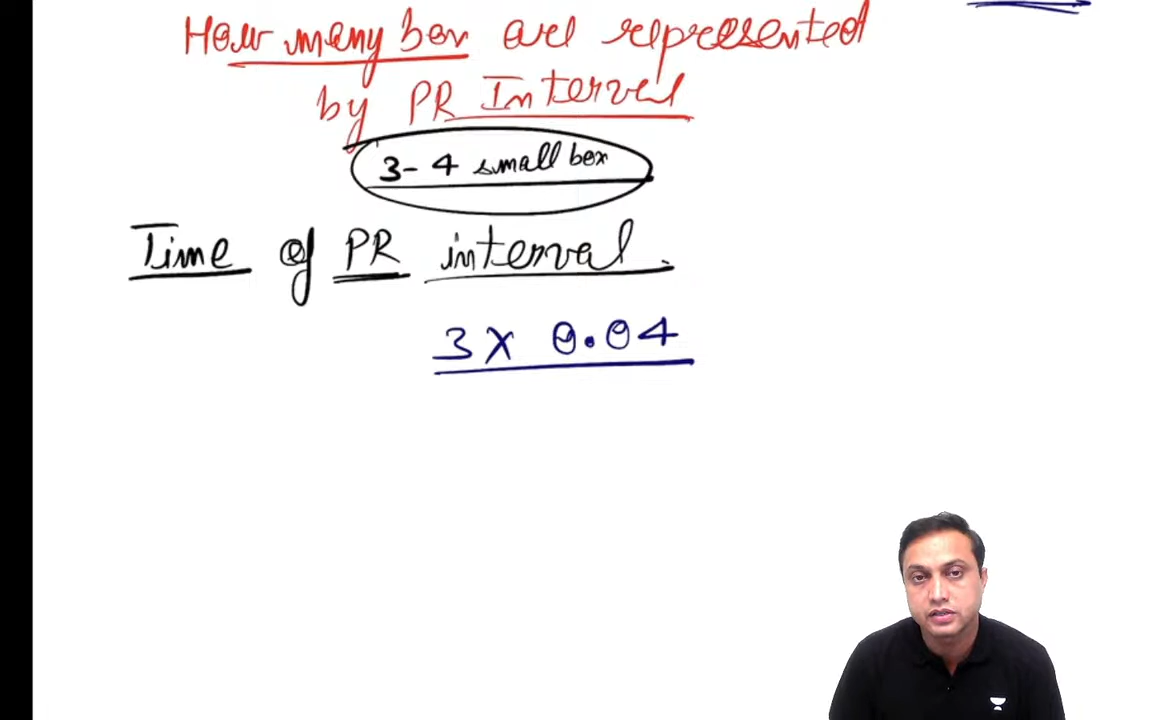 How many box are represented
by PR Interval
3-4 small box
Time of PR interval.
3 X 0.04